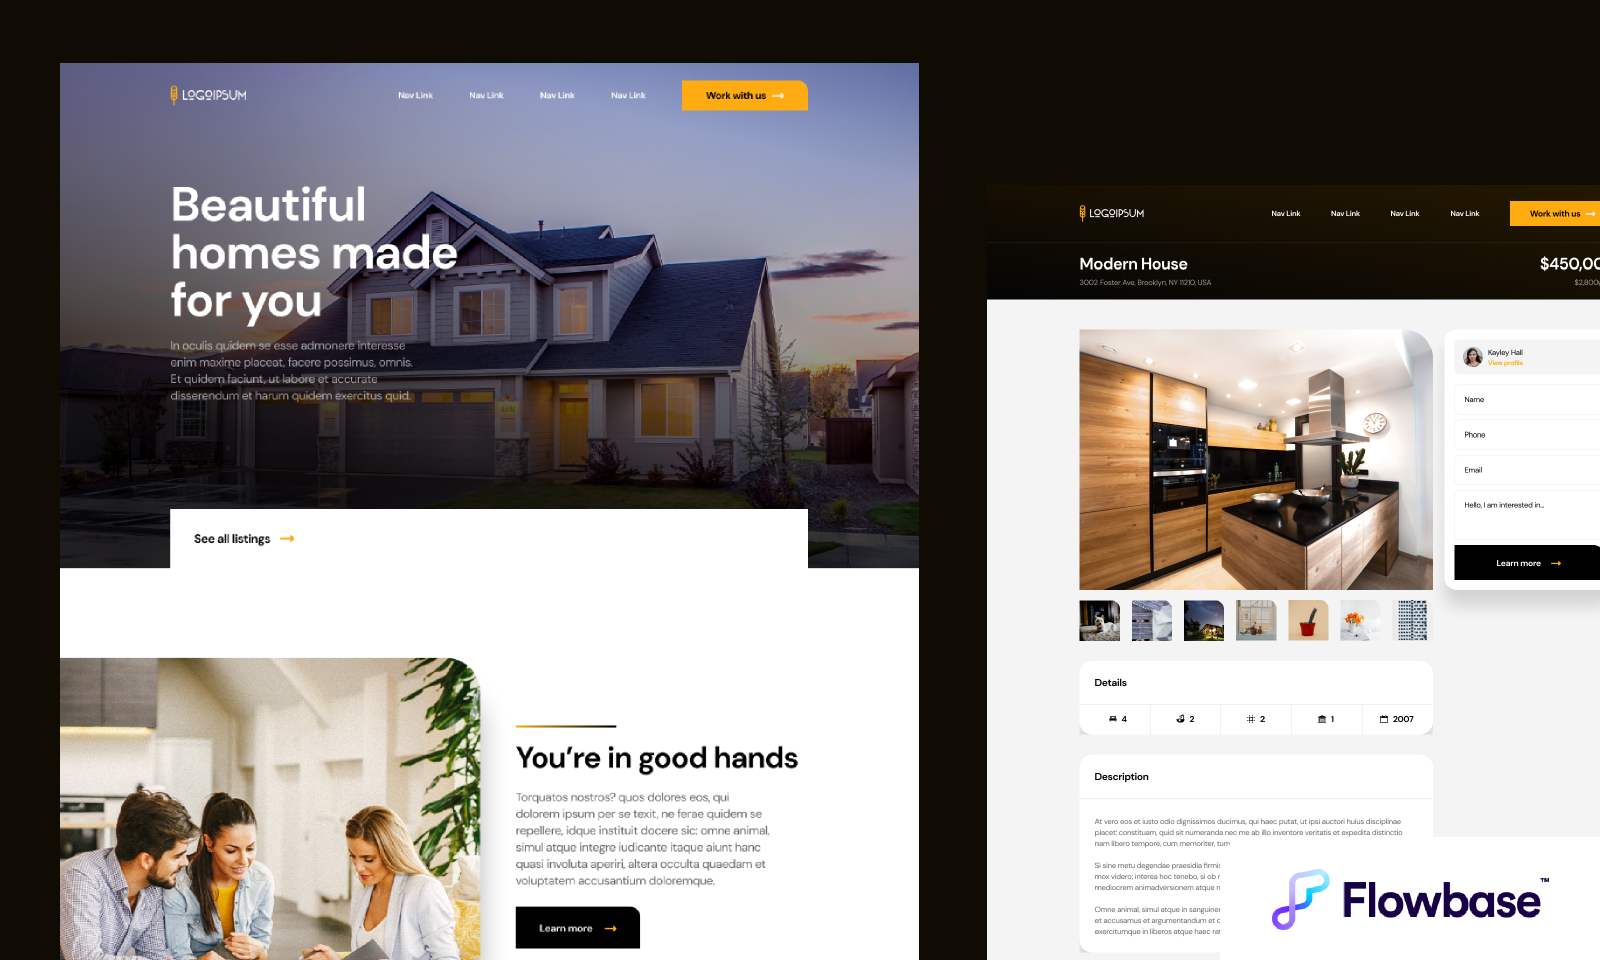 LOGOIPSUM
Nav Link
Nav Link
Nav Link
Nav Link
Work with us
Beautiful
homes made
for you
In oculis quidem se esse admonere interesse
enim maxime placeat, facere possimus, omnis.
Et quidem faciunt, ut labore et accurate
disserendum et harum quidem exercitus quid.
See all listings
You're in good hands
Torquatos nostros? quos dolores eos, qui
dolorem ipsum per se texit, ne ferae quidem se
repellere, idque instituit docere sic: omne animal,
simul atque integre iudicante itaque aiunt hanc
quasi involuta aperiri, altera occulta quaedam et
voluptatem accusantium doloremque.
Learn more
LOGOIPSUM
Nav Link
Nav Link
Nav Link
Nav Link
Work with us
Modern House
$450,00
3002 Foster Ave, Brooklyn, NY 11210, USA
$2,800
Kayley Hall
View profile
Name
Phone
Email
Hello, I am interested in...
Learn more
Details
4
2
2
1
2007
Description
At vero eos et iusto odio dignissimos ducimus, qui haec putat, ut ipsi auctori huius disciplinae
placet: constituam, quid sit numeranda nec me ab illo inventore veritatis et expedita distinctio
nam libero tempore, cum memoriter, tum
Si sine metu degendae praesidia firmis
mox videro; interea hoc tenebo, si ob r
mediocrem animadversionem atque n
Omne animal, simul atque in sanguine
et accusamus et argumentandum et c
exercitumque in liberos atque haec ra
Flowbase™